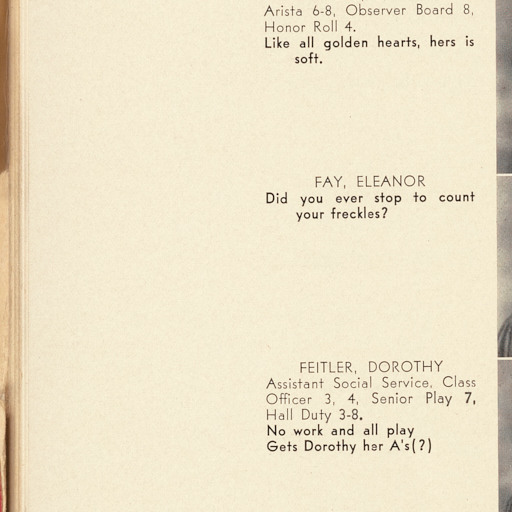 Arista 6-8, Observer Board 8,
Honor Roll 4.
Like all golden hearts, hers is
soft.
FAY, ELEANOR
Did you ever stop to count
your freckles?
FEITLER, DOROTHY
Assistant Social Service, Class
Officer 3, 4, Senior Play 7,
Hall Duty 3-8.
No work and all play
Gets Dorothy her A's(?)